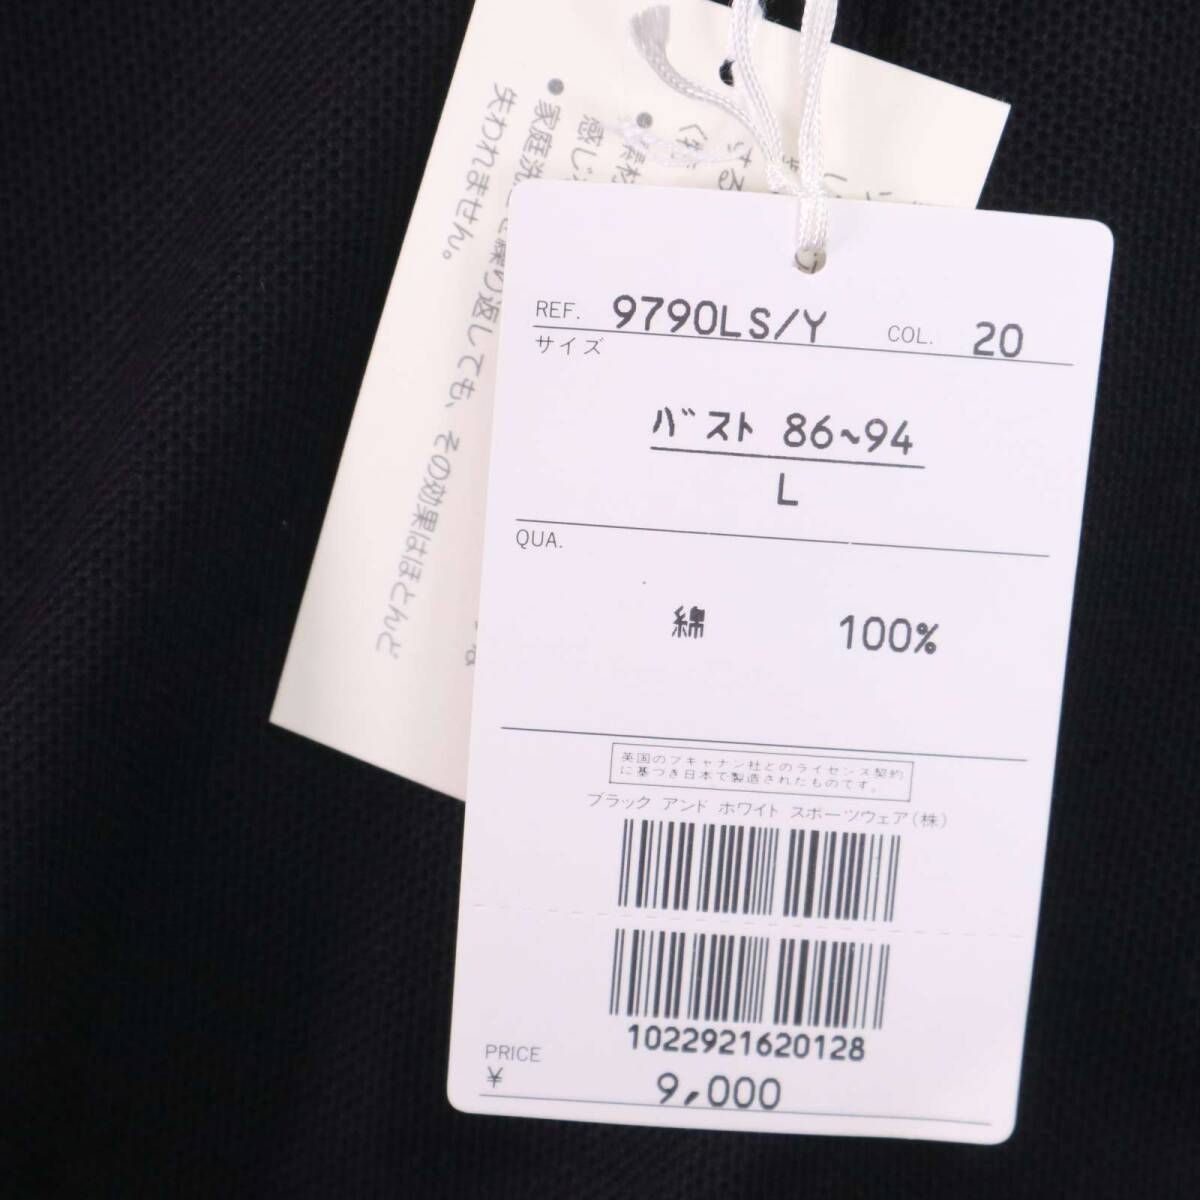 REF. 9790LS/Y COL. 20
サイズ
バスト 86~94
L
QUA.
綿 100%
英国のブキャナン社とのライセンス契約
に基づき日本で製造されたものです。
ブラック アンド ホワイト スポーツウェア(株)
1022921620128
PRICE
¥ 9,000
感じ
• 家庭洗
り返しても、その効果はほとんど
失われません。